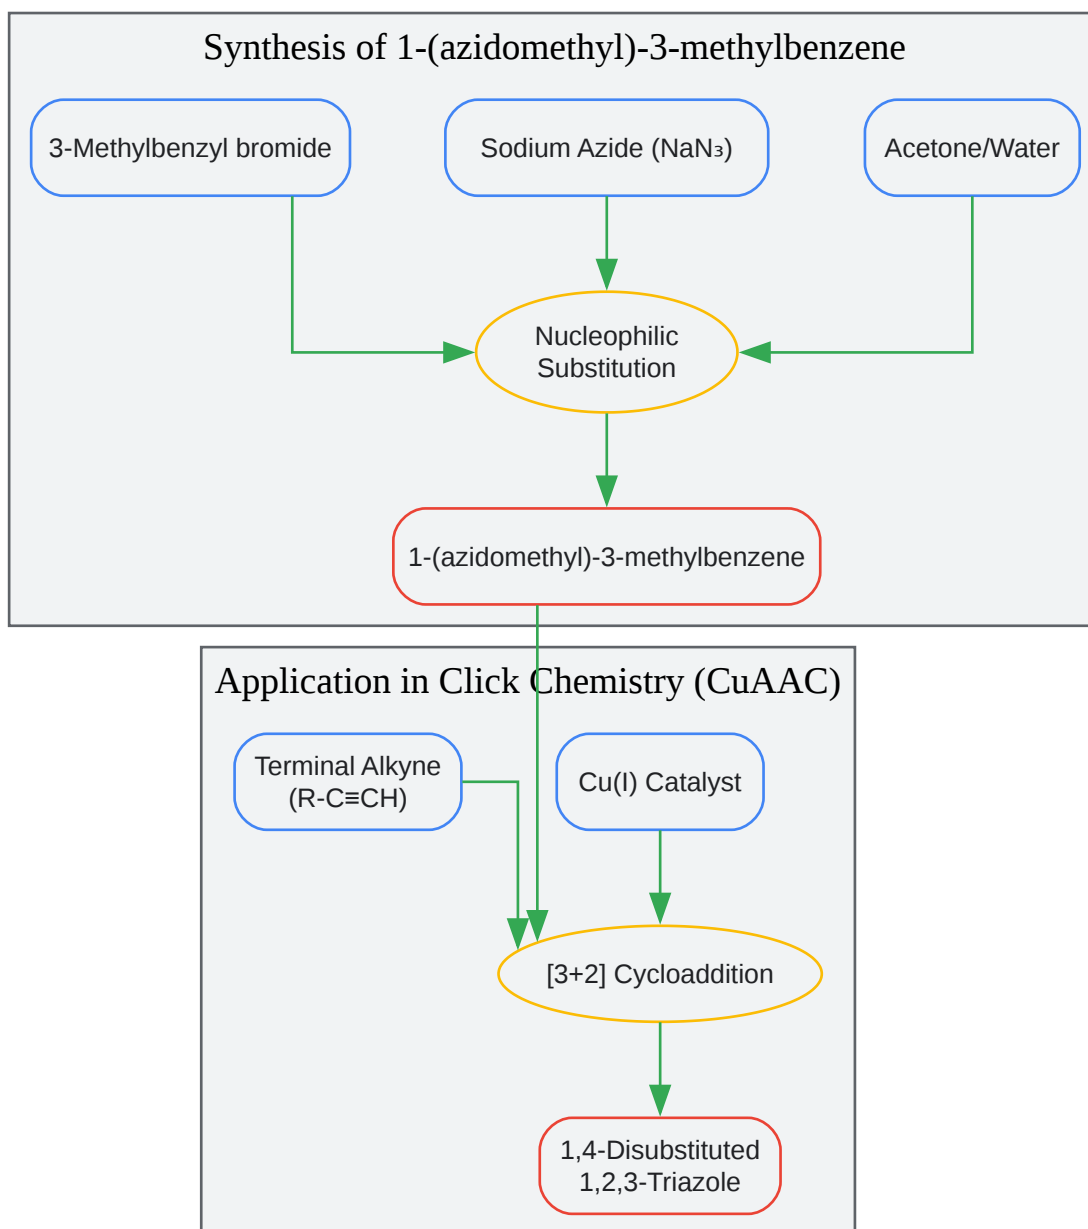 Synthesis of 1-(azidomethyl)-3-methylbenzene
3-Methylbenzyl bromide
Sodium Azide (NaN₃)
Acetone/Water
Nucleophilic
Substitution
1-(azidomethyl)-3-methylbenzene
Application in Click Chemistry (CuAAC)
Terminal Alkyne
(R-C≡CH)
Cu(I) Catalyst
[3+2] Cycloaddition
1,4-Disubstituted
1,2,3-Triazole